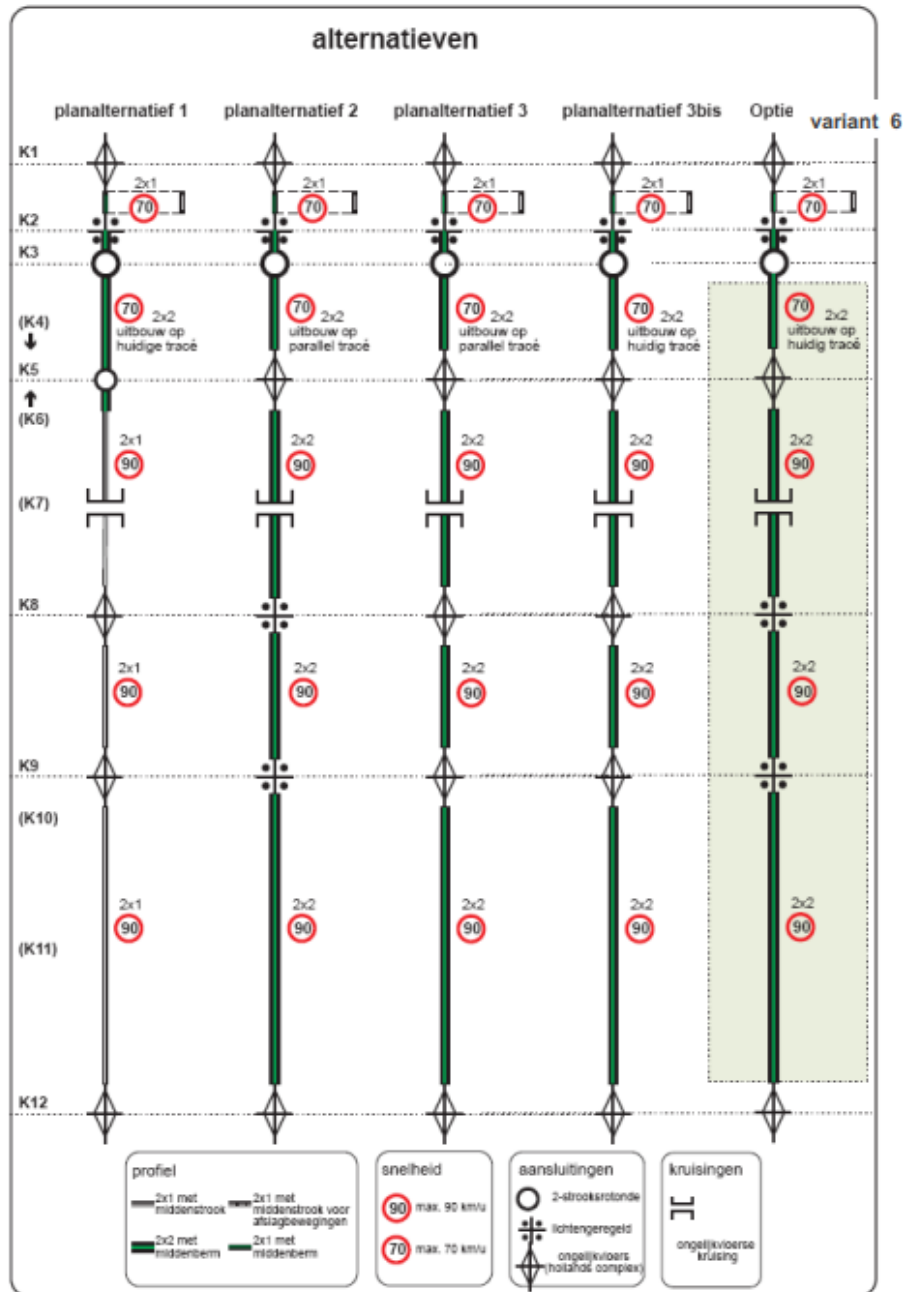 alternatieven
planalternatief 1 planalternatief 2 planalternatief 3 planalternatief 3bis Optie variant 6
K1
2x1 2x1 2x1 2x1 2x1
70 70 70 70 70
K2
K3
70 70 70 70 70
(K4) 2x2 2x2 2x2 2x2 2x2
uitbouw op uitbouw op uitbouw op uitbouw op uitbouw op
huidige tracé parallel tracé parallel tracé huidig tracé huidig tracé
K5
(K6)
2x1 2x2 2x2 2x2 2x2
90 90 90 90 90
(K7)
K8
2x1 2x2 2x2 2x2 2x2
90 90 90 90 90
K9
(K10)
2x1 2x2 2x2 2x2 2x2
90 90 90 90 90
(K11)
K12
profiel
2x1 met
middenstrook
2x1 met
middenstrook voor
afslagbewegingen
2x2 met
middenberm
2x1 met
middenberm
snelheid
90 max. 90 km/u
70 max. 70 km/u
aansluitingen
2-strooksrotonde
lichtengeregeld
ongelijkvloers
(hollands complex)
kruisingen
ongelijkvloerse
kruising